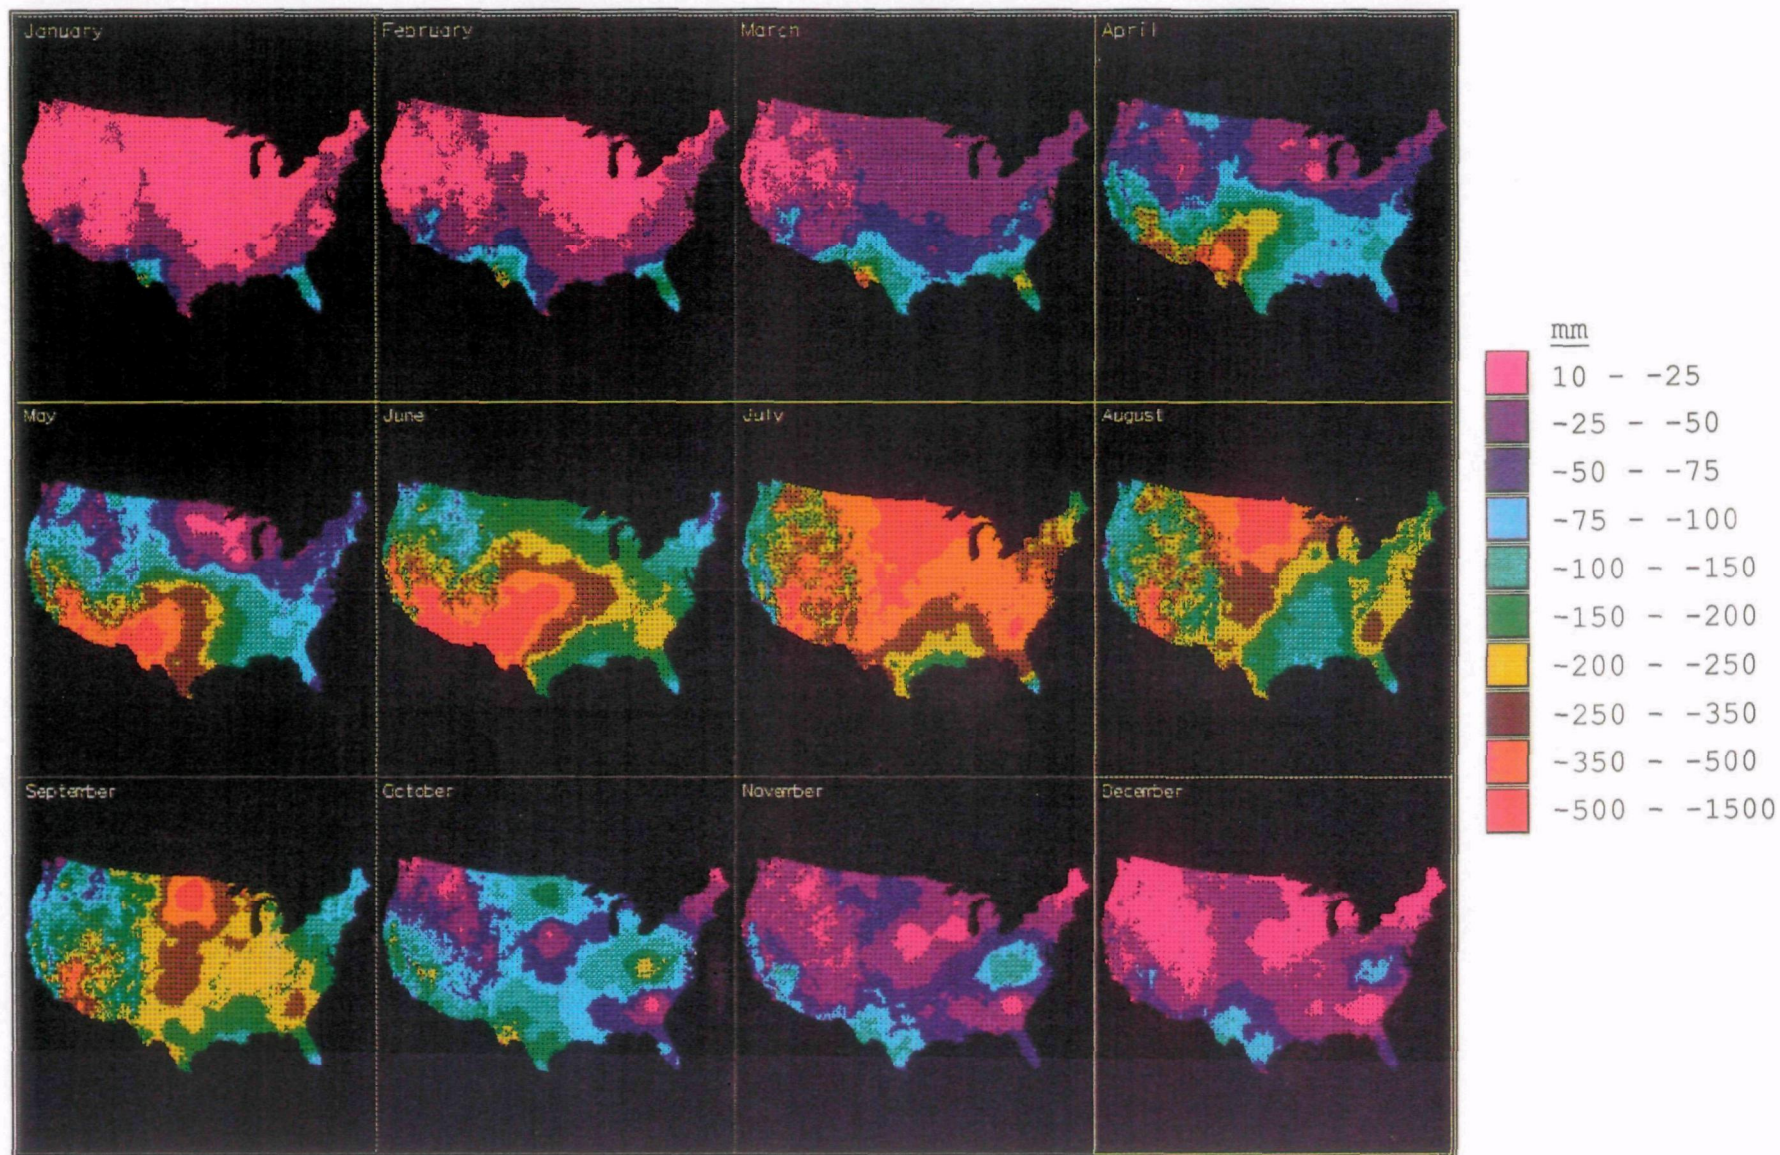 January
February
March
April
May
June
July
August
September
October
November
December
mm
10 - -25
-25 - -50
-50 - -75
-75 - -100
-100 - -150
-150 - -200
-200 - -250
-250 - -350
-350 - -500
-500 - -1500